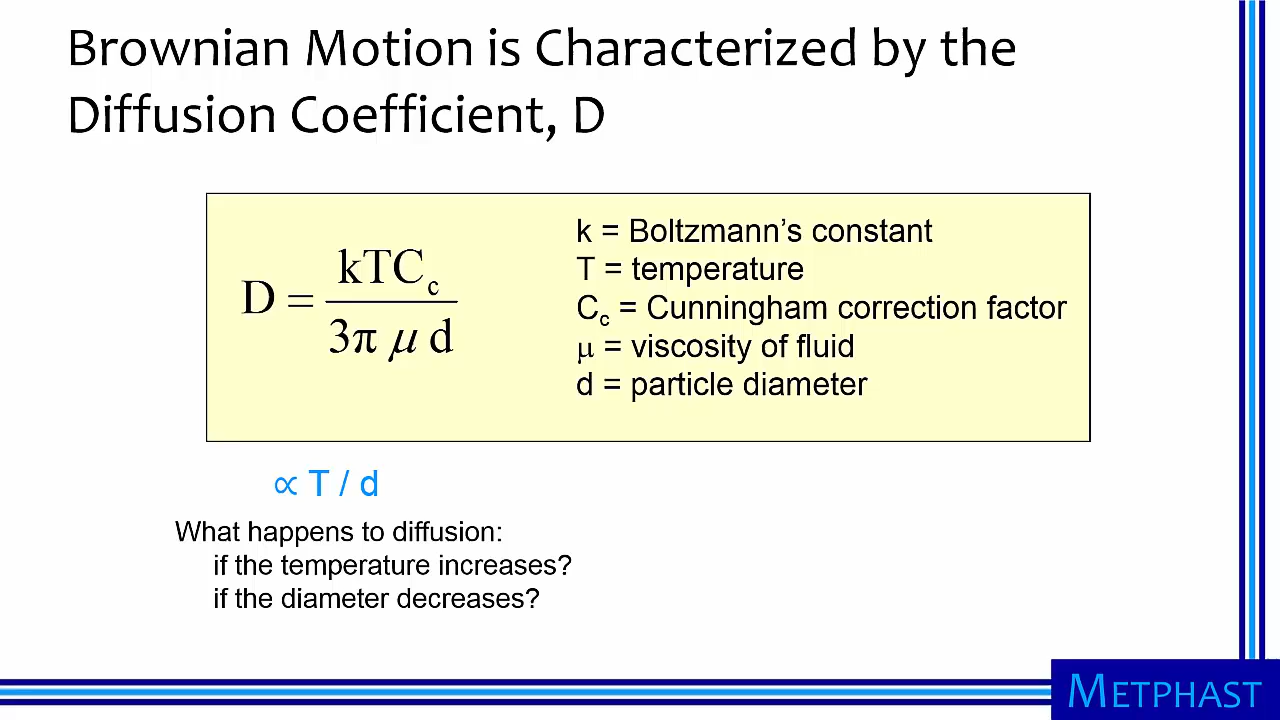 Brownian Motion is Characterized by the
Diffusion Coefficient, D
D = kTC_c / 3π μ d
k = Boltzmann's constant
T = temperature
C_c = Cunningham correction factor
μ = viscosity of fluid
d = particle diameter
∝ T / d
What happens to diffusion:
if the temperature increases?
if the diameter decreases?
METPHAST